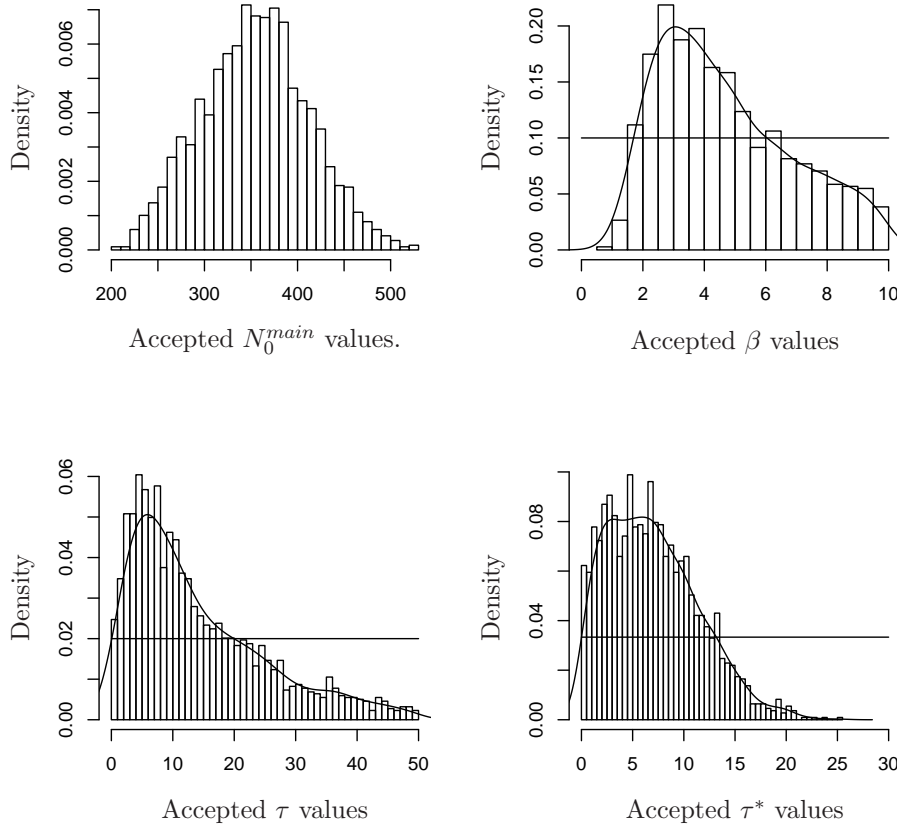 Density
0.000 0.002 0.004 0.006
200 300 400 500
Accepted $N_0^{main}$ values.
Density
0.00 0.05 0.10 0.15 0.20
0 2 4 6 8 10
Accepted β values
Density
0.00 0.02 0.04 0.06
0 10 20 30 40 50
Accepted τ values
Density
0.00 0.04 0.08
0 5 10 15 20 25 30
Accepted τ* values